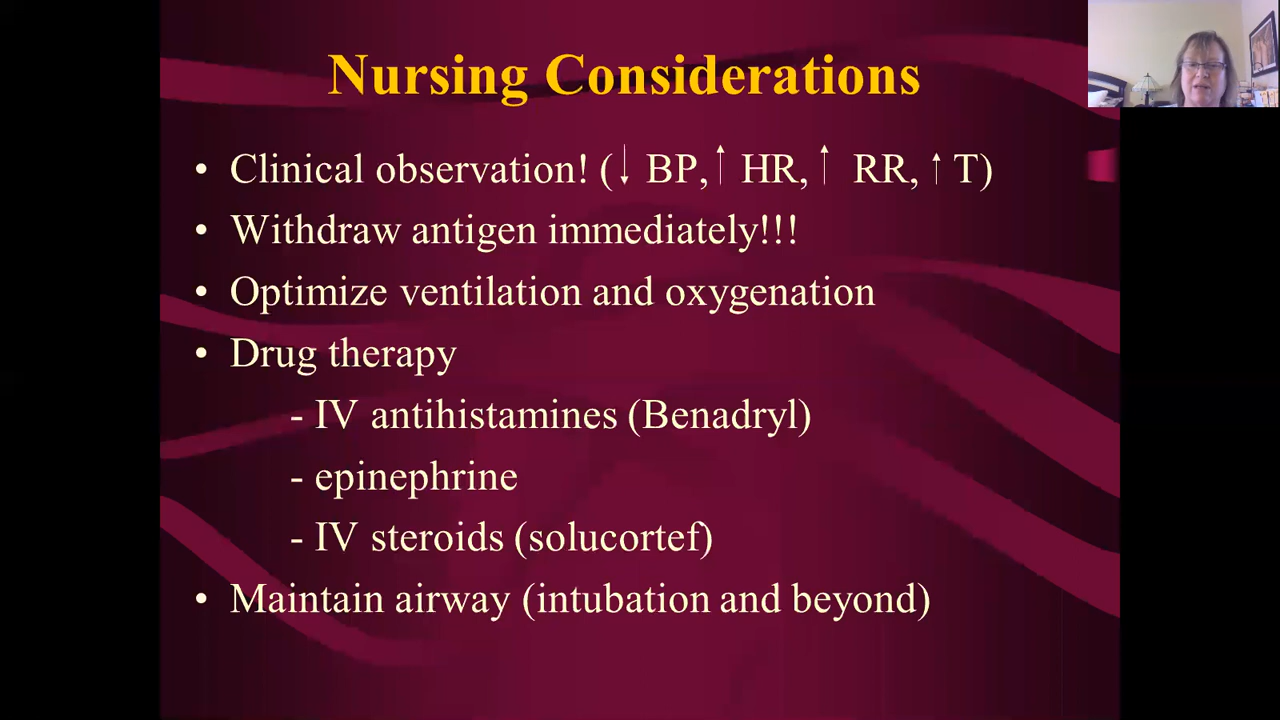 Nursing Considerations
• Clinical observation! (↓ BP,↑ HR,↑ RR,↑ T)
• Withdraw antigen immediately!!!
• Optimize ventilation and oxygenation
• Drug therapy
- IV antihistamines (Benadryl)
- epinephrine
- IV steroids (solucortef)
• Maintain airway (intubation and beyond)